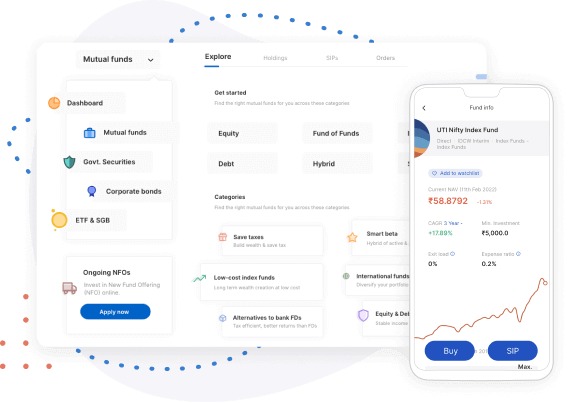 Mutual funds
Explore
Holdings
SIPs
Orders
Dashboard
Mutual funds
Govt. Securities
Corporate bonds
ETF & SGB
Ongoing NFOs
Invest in New Fund Offering
(NFO) online.
Apply now
Get started
Find the right mutual funds for you across these categories
Equity
Fund of Funds
Debt
Hybrid
Categories
Find the right mutual funds for you across these categories
Save taxes
Build wealth & save tax
Smart beta
Hybrid of active &
Low-cost index funds
Long term wealth creation at low cost
International funds
Diversify your portfolio
Alternatives to bank FDs
Tax efficient, better returns than FDs
Equity & De
Stable income
Fund info
UTI Nifty Index Fund
Direct · IDCW Interim · Index Funds ·
Index Funds
Add to watchlist
Current NAV (11th Feb 2022)
₹58.8792 -1.31%
CAGR 3 Year
Min. Investment
+17.89%
₹5,000.0
Exit load
Expense ratio
0%
0.2%
Buy
SIP
Max.